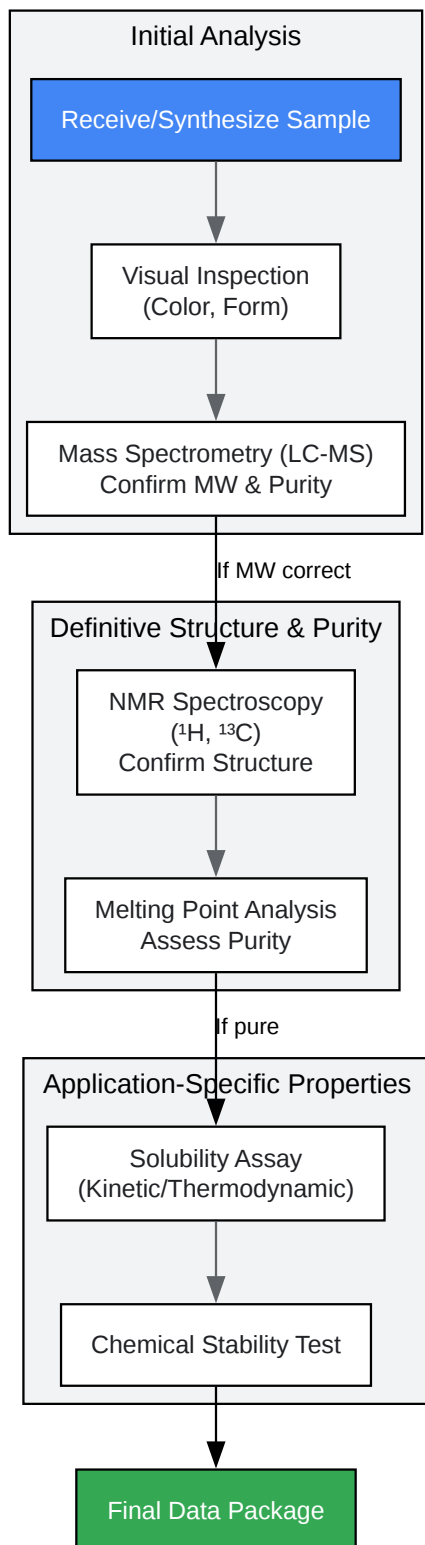 Initial Analysis
Receive/Synthesize Sample
Visual Inspection
(Color, Form)
Mass Spectrometry (LC-MS)
Confirm MW & Purity
If MW correct
Definitive Structure & Purity
NMR Spectroscopy
(¹H, ¹³C)
Confirm Structure
Melting Point Analysis
Assess Purity
If pure
Application-Specific Properties
Solubility Assay
(Kinetic/Thermodynamic)
Chemical Stability Test
Final Data Package